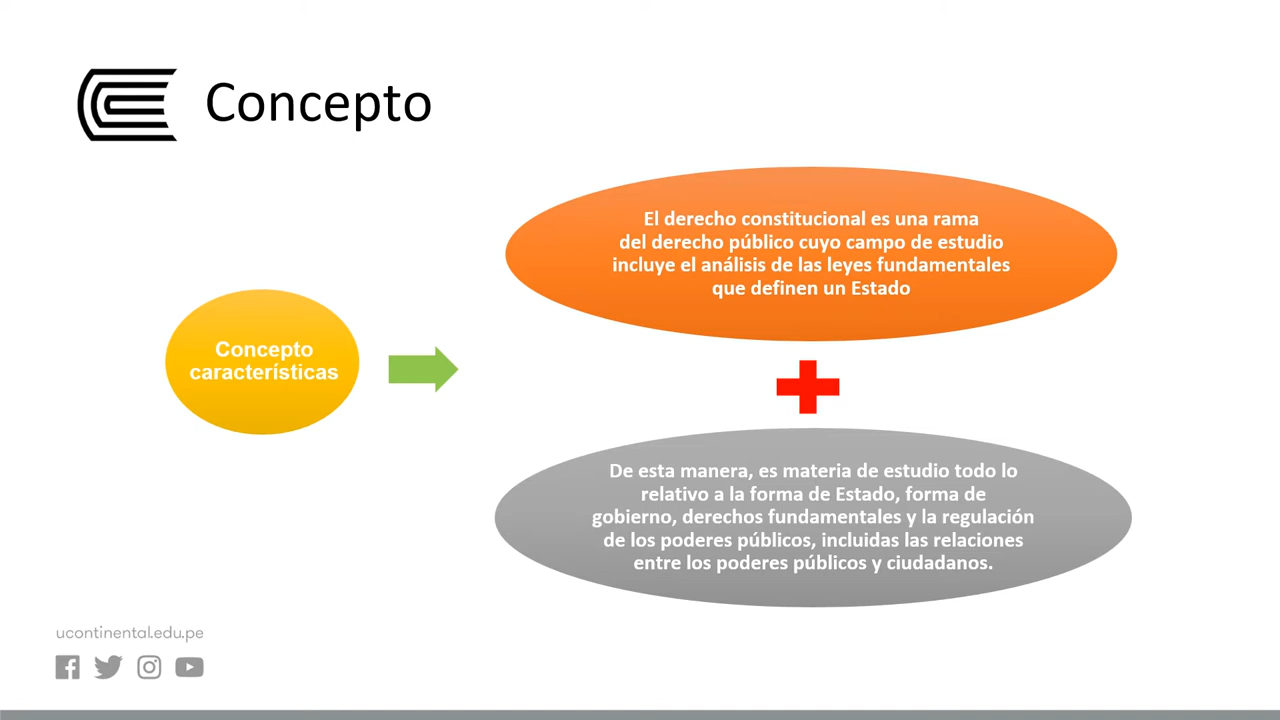 Concepto
El derecho constitucional es una rama
del derecho público cuyo campo de estudio
incluye el análisis de las leyes fundamentales
que definen un Estado
Concepto
características
De esta manera, es materia de estudio todo lo
relativo a la forma de Estado, forma de
gobierno, derechos fundamentales y la regulación
de los poderes públicos, incluidas las relaciones
entre los poderes públicos y ciudadanos.
ucontinental.edu.pe